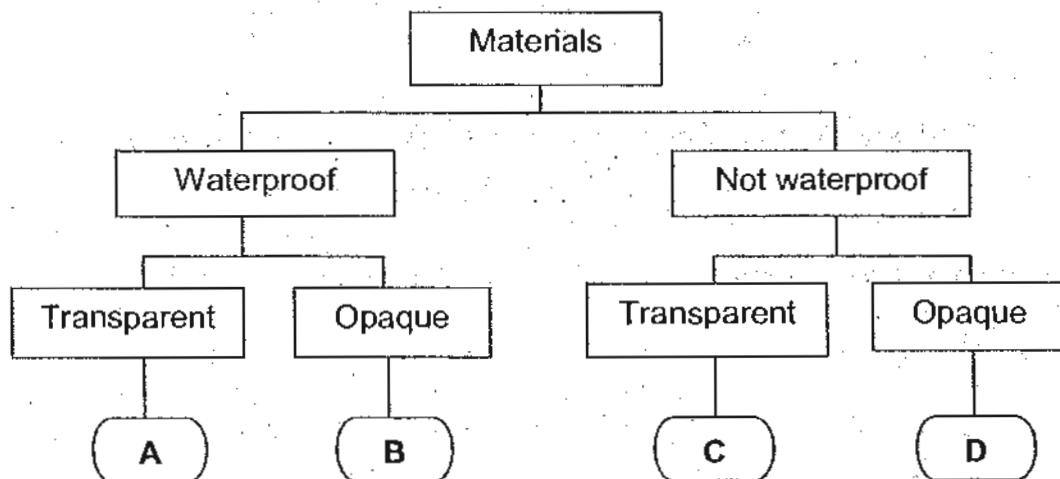 Materials
Waterproof
Not waterproof
Transparent
Opaque
Transparent
Opaque
A
B
C
D